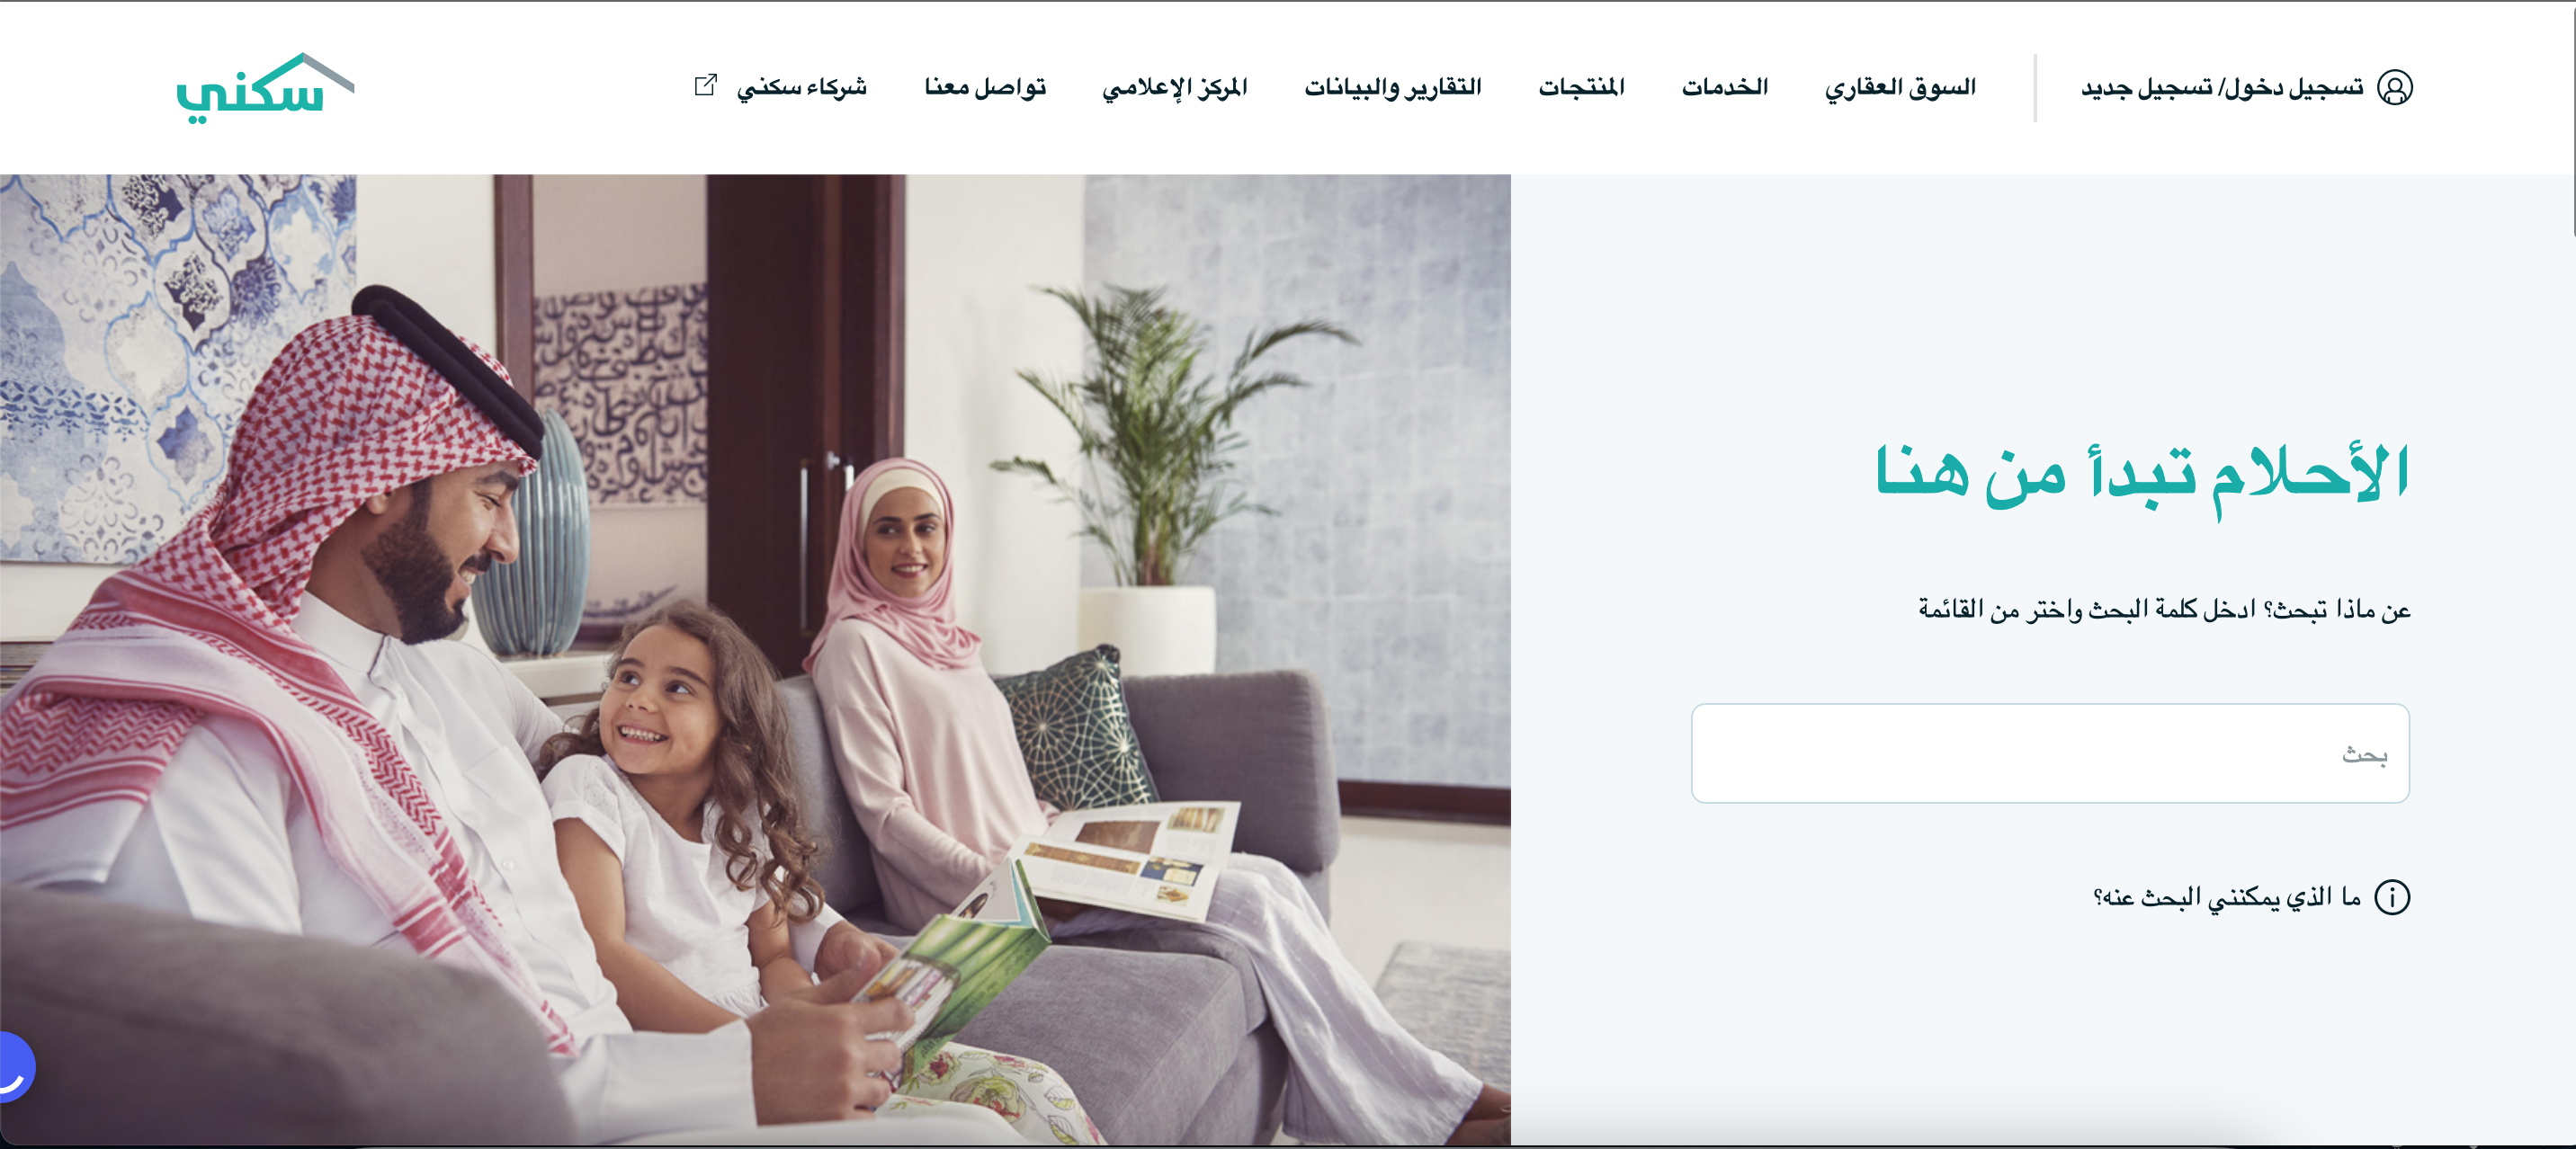 تسجيل دخول/ تسجيل جديد
السوق العقاري
الخدمات
المنتجات
التقارير والبيانات
المركز الإعلامي
تواصل معنا
شركاء سكني
سكني
الأحلام تبدأ من هنا
عن ماذا تبحث؟ ادخل كلمة البحث واختر من القائمة
بحث
ما الذي يمكنني البحث عنه؟